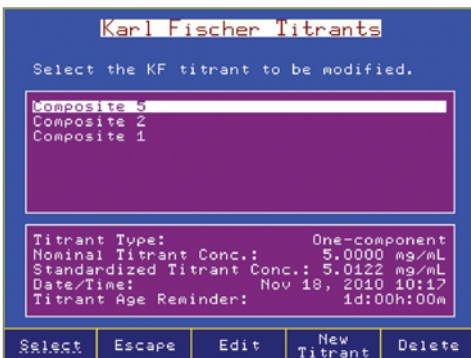 Karl Fischer Titrants
Select the KF titrant to be modified.
Composite 5
Composite 2
Composite 1
Titrant Type: One-component
Nominal Titrant Conc.: 5.0000 mg/mL
Standardized Titrant Conc.: 5.0122 mg/mL
Date/Time: Nov 18, 2010 10:17
Titrant Age Reminder: 1d:00h:00m
Select Escape Edit New Titrant Delete